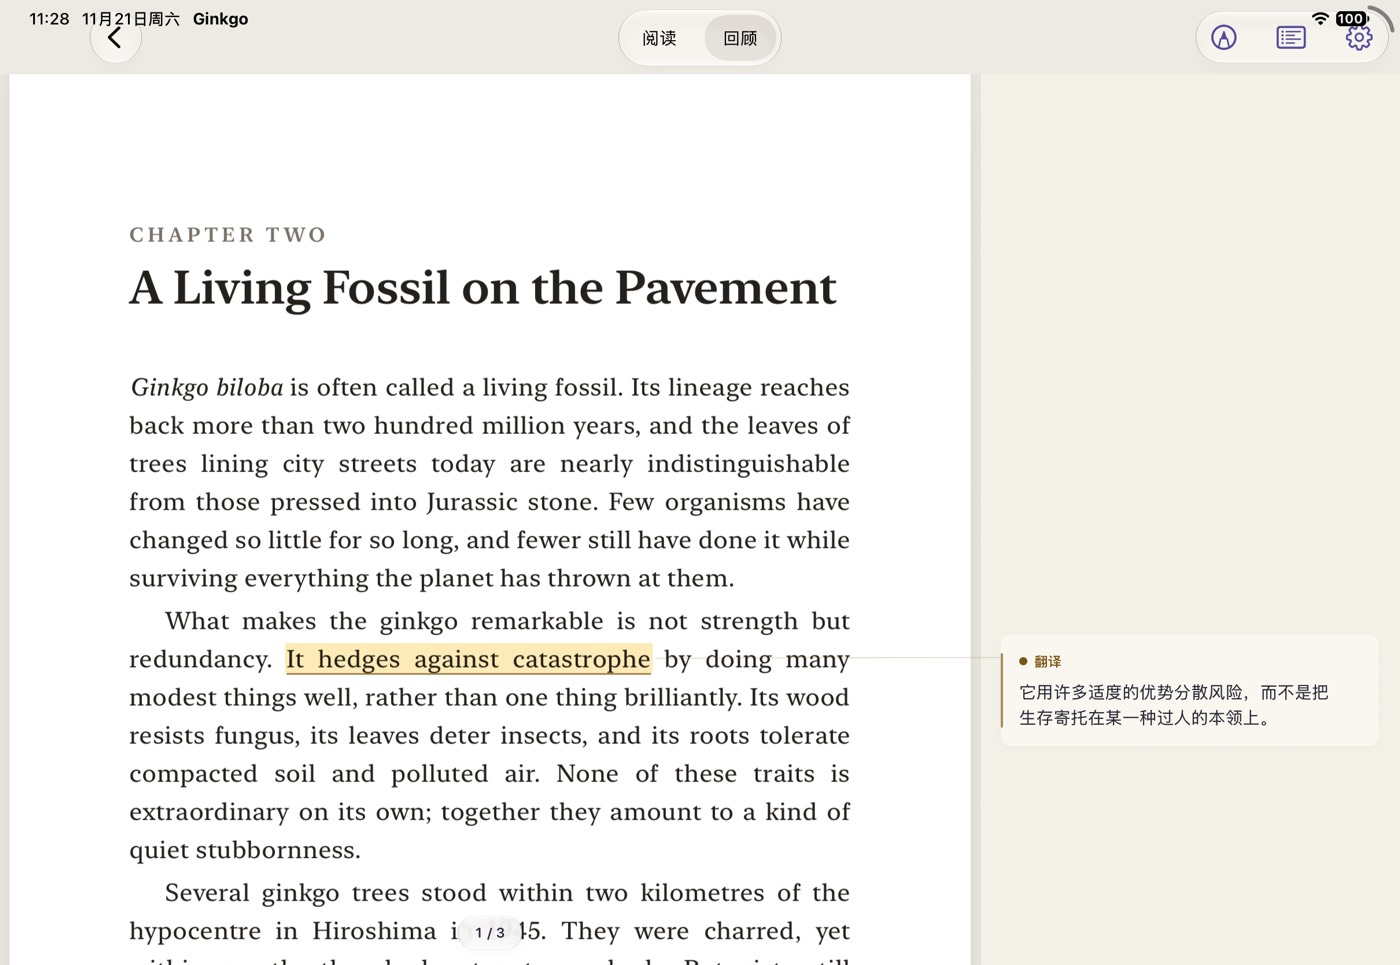 11:28 11月21日周六 Ginkgo
100
阅读 回顾
CHAPTER TWO
A Living Fossil on the Pavement
Ginkgo biloba is often called a living fossil. Its lineage reaches
back more than two hundred million years, and the leaves of
trees lining city streets today are nearly indistinguishable
from those pressed into Jurassic stone. Few organisms have
changed so little for so long, and fewer still have done it while
surviving everything the planet has thrown at them.
What makes the ginkgo remarkable is not strength but
redundancy. It hedges against catastrophe by doing many
modest things well, rather than one thing brilliantly. Its wood
resists fungus, its leaves deter insects, and its roots tolerate
compacted soil and polluted air. None of these traits is
extraordinary on its own; together they amount to a kind of
quiet stubbornness.
翻译
它用许多适度的优势分散风险，而不是把
生存寄托在某一种过人的本领上。
Several ginkgo trees stood within two kilometres of the
hypocentre in Hiroshima 45. They were charred, yet
1 / 3